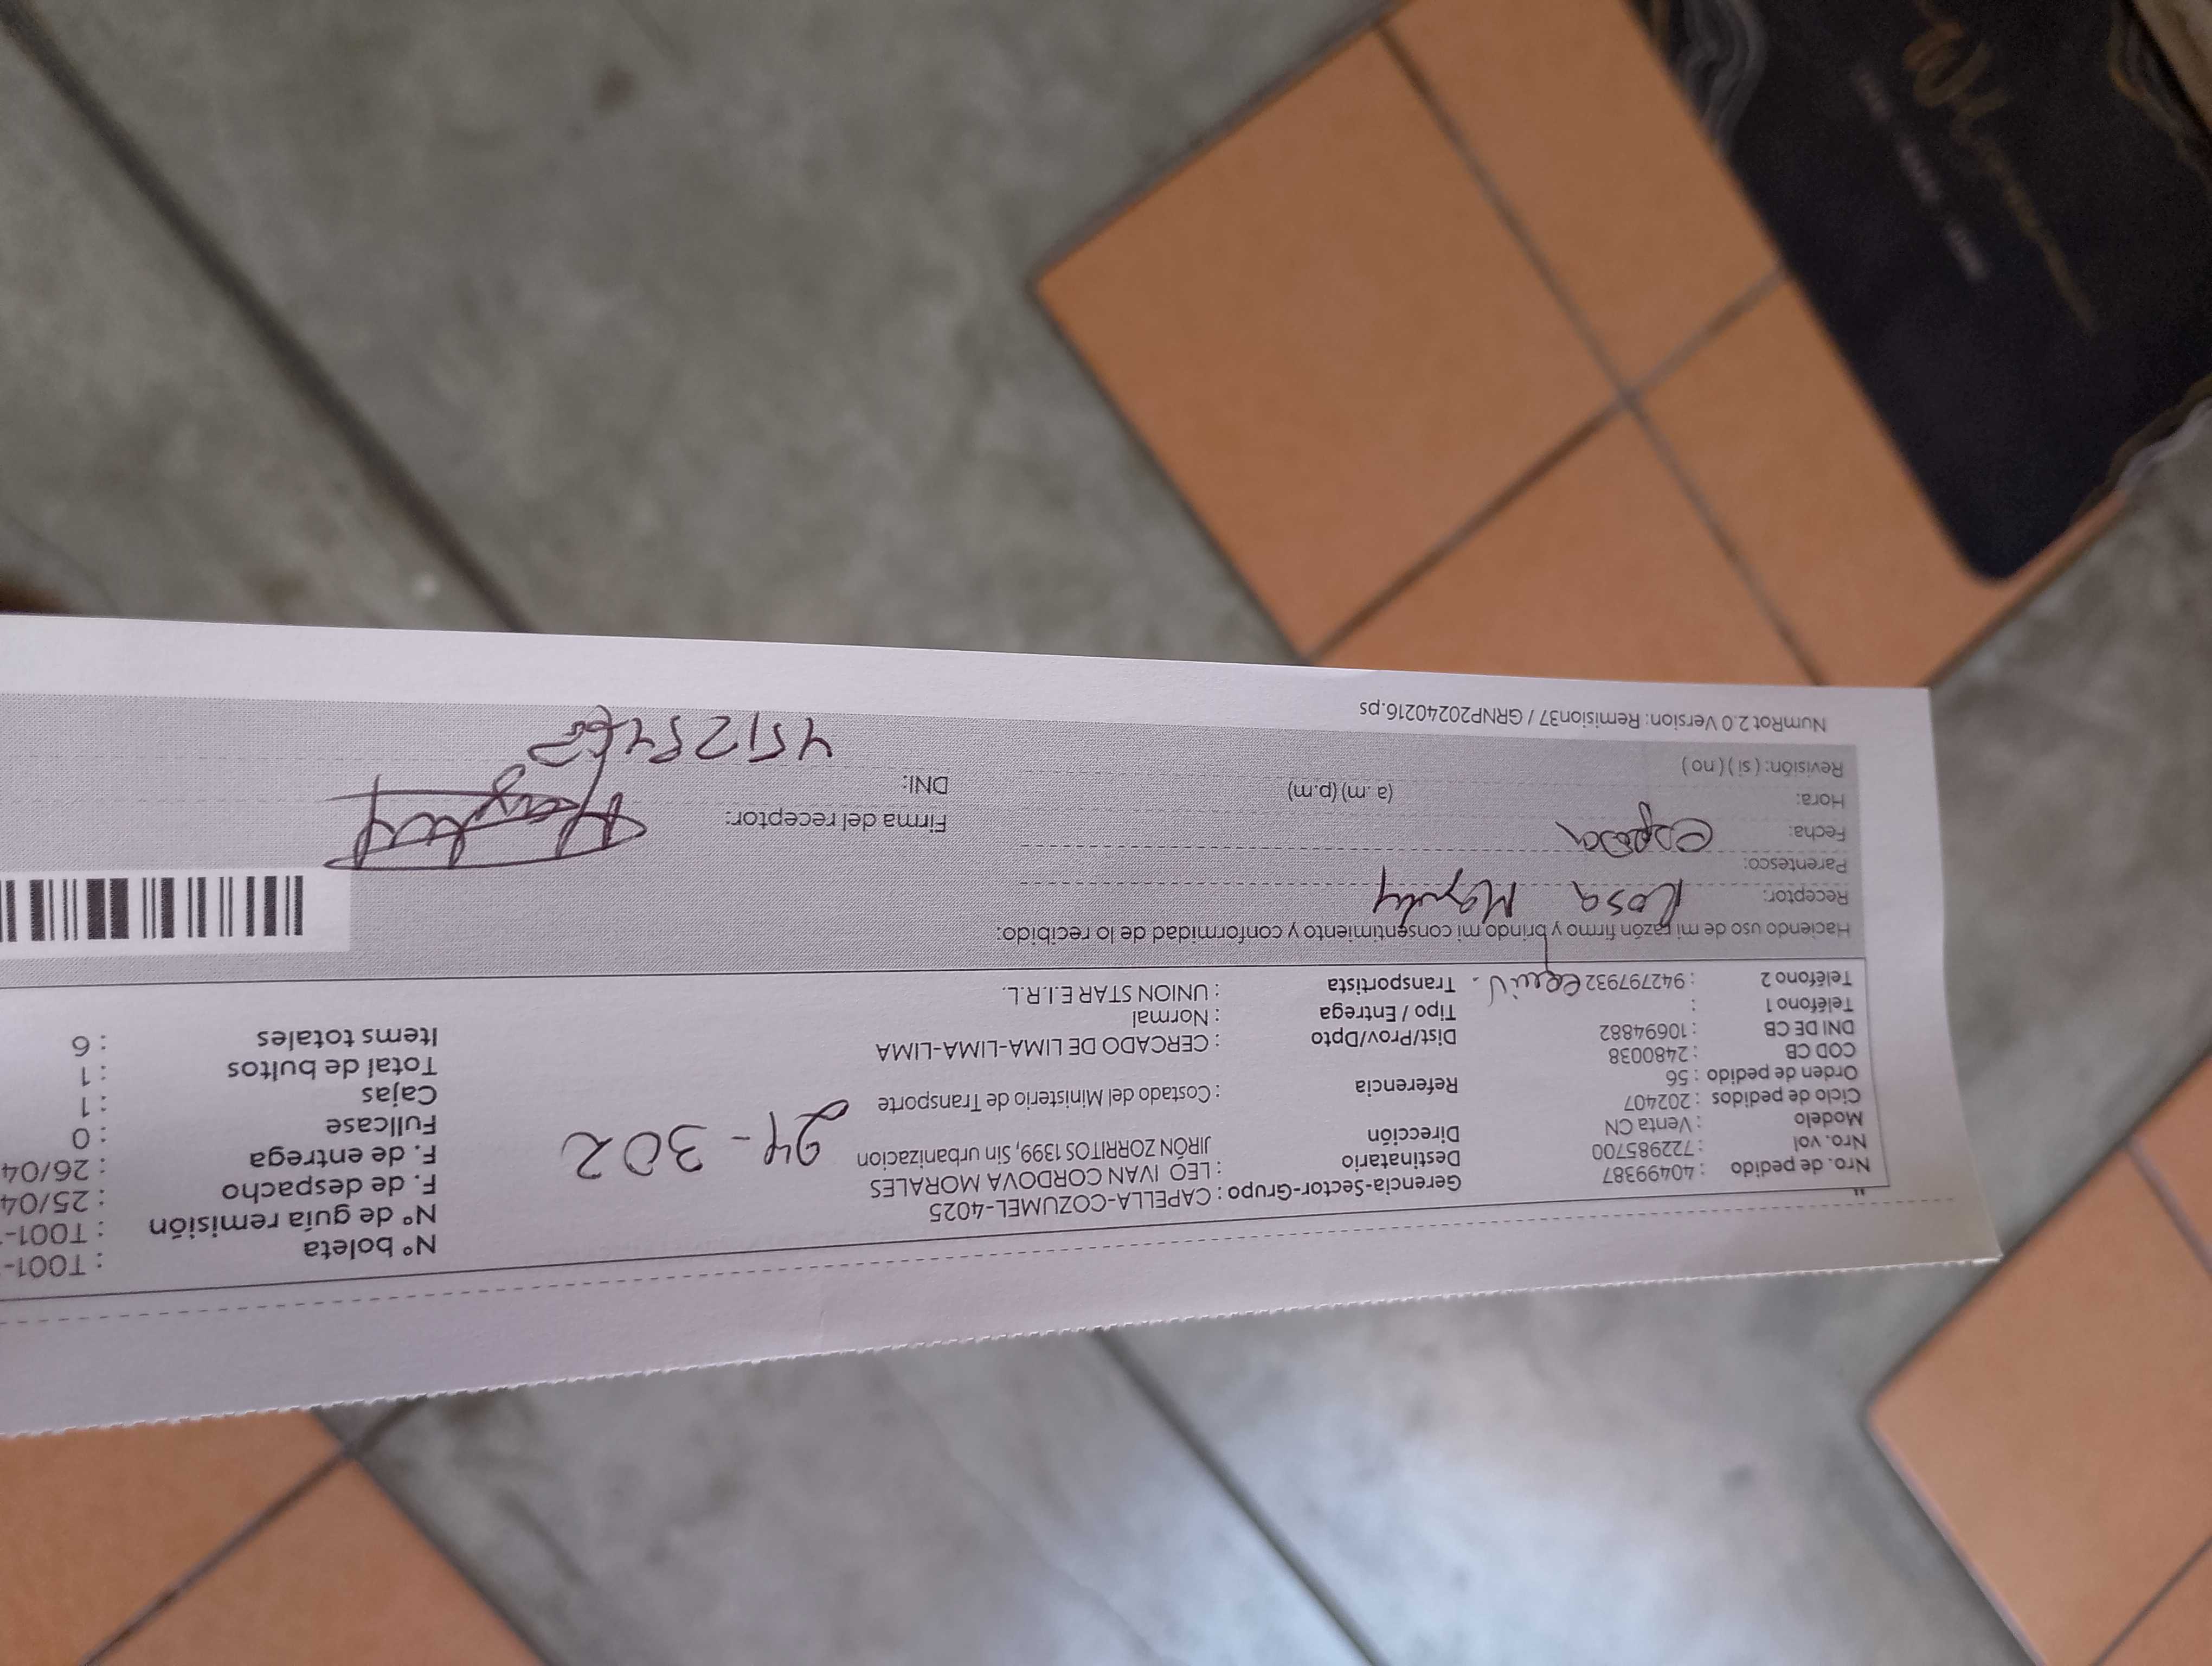 Nro. de pedido : 40499387
Nro. vol : 722985700
Modelo : Venta CN
Ciclo de pedidos : 202407
Orden de pedido : 56
COD CB : 2480038
DNI DE CB : 10694882
Teléfono 1 :
Teléfono 2 : 942797932
Gerencia-Sector-Grupo : CAPELLA-COZUMEL-4025
Destinatario : LEO IVAN CORDOVA MORALES
Dirección JIRÓN ZORRITOS 1399, Sin urbanizacion
24-302
Referencia : Costado del Ministerio de Transporte
Dist/Prov/Dpto : CERCADO DE LIMA-LIMA-LIMA
Tipo / Entrega : Normal
Transportista : UNION STAR E.I.R.L.
N° boleta : T001-
N° de guía remisión : T001-
F. de despacho : 25/04
F. de entrega : 26/04
Fullcase : 0
Cajas : 1
Total de bultos : 1
Items totales : 6
Haciendo uso de mi razón firmo y brindo mi consentimiento y conformidad de lo recibido:
Receptor: Rosa
Parentesco:
Fecha: esposa
Hora: (a .m) (p.m)
Revisión: ( si ) ( no )
Firma del receptor:
DNI:
NumRot 2.0 Version: Remision37 / GRNP20240216.ps